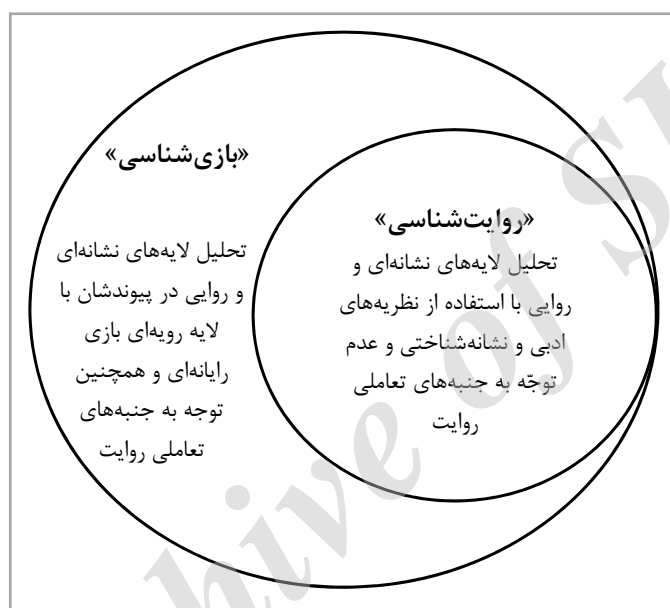 «بازی‌شناسی»
تحلیل لایه‌های نشانه‌ای
و روایی در پیوندشان با
لایه رویه‌ای بازی
رایانه‌ای و همچنین
توجه به جنبه‌های
تعاملی روایت
«روایت‌شناسی»
تحلیل لایه‌های نشانه‌ای و
روایی با استفاده از نظریه‌های
ادبی و نشانه‌شناختی و عدم
توجّه به جنبه‌های تعاملی
روایت
hive of S